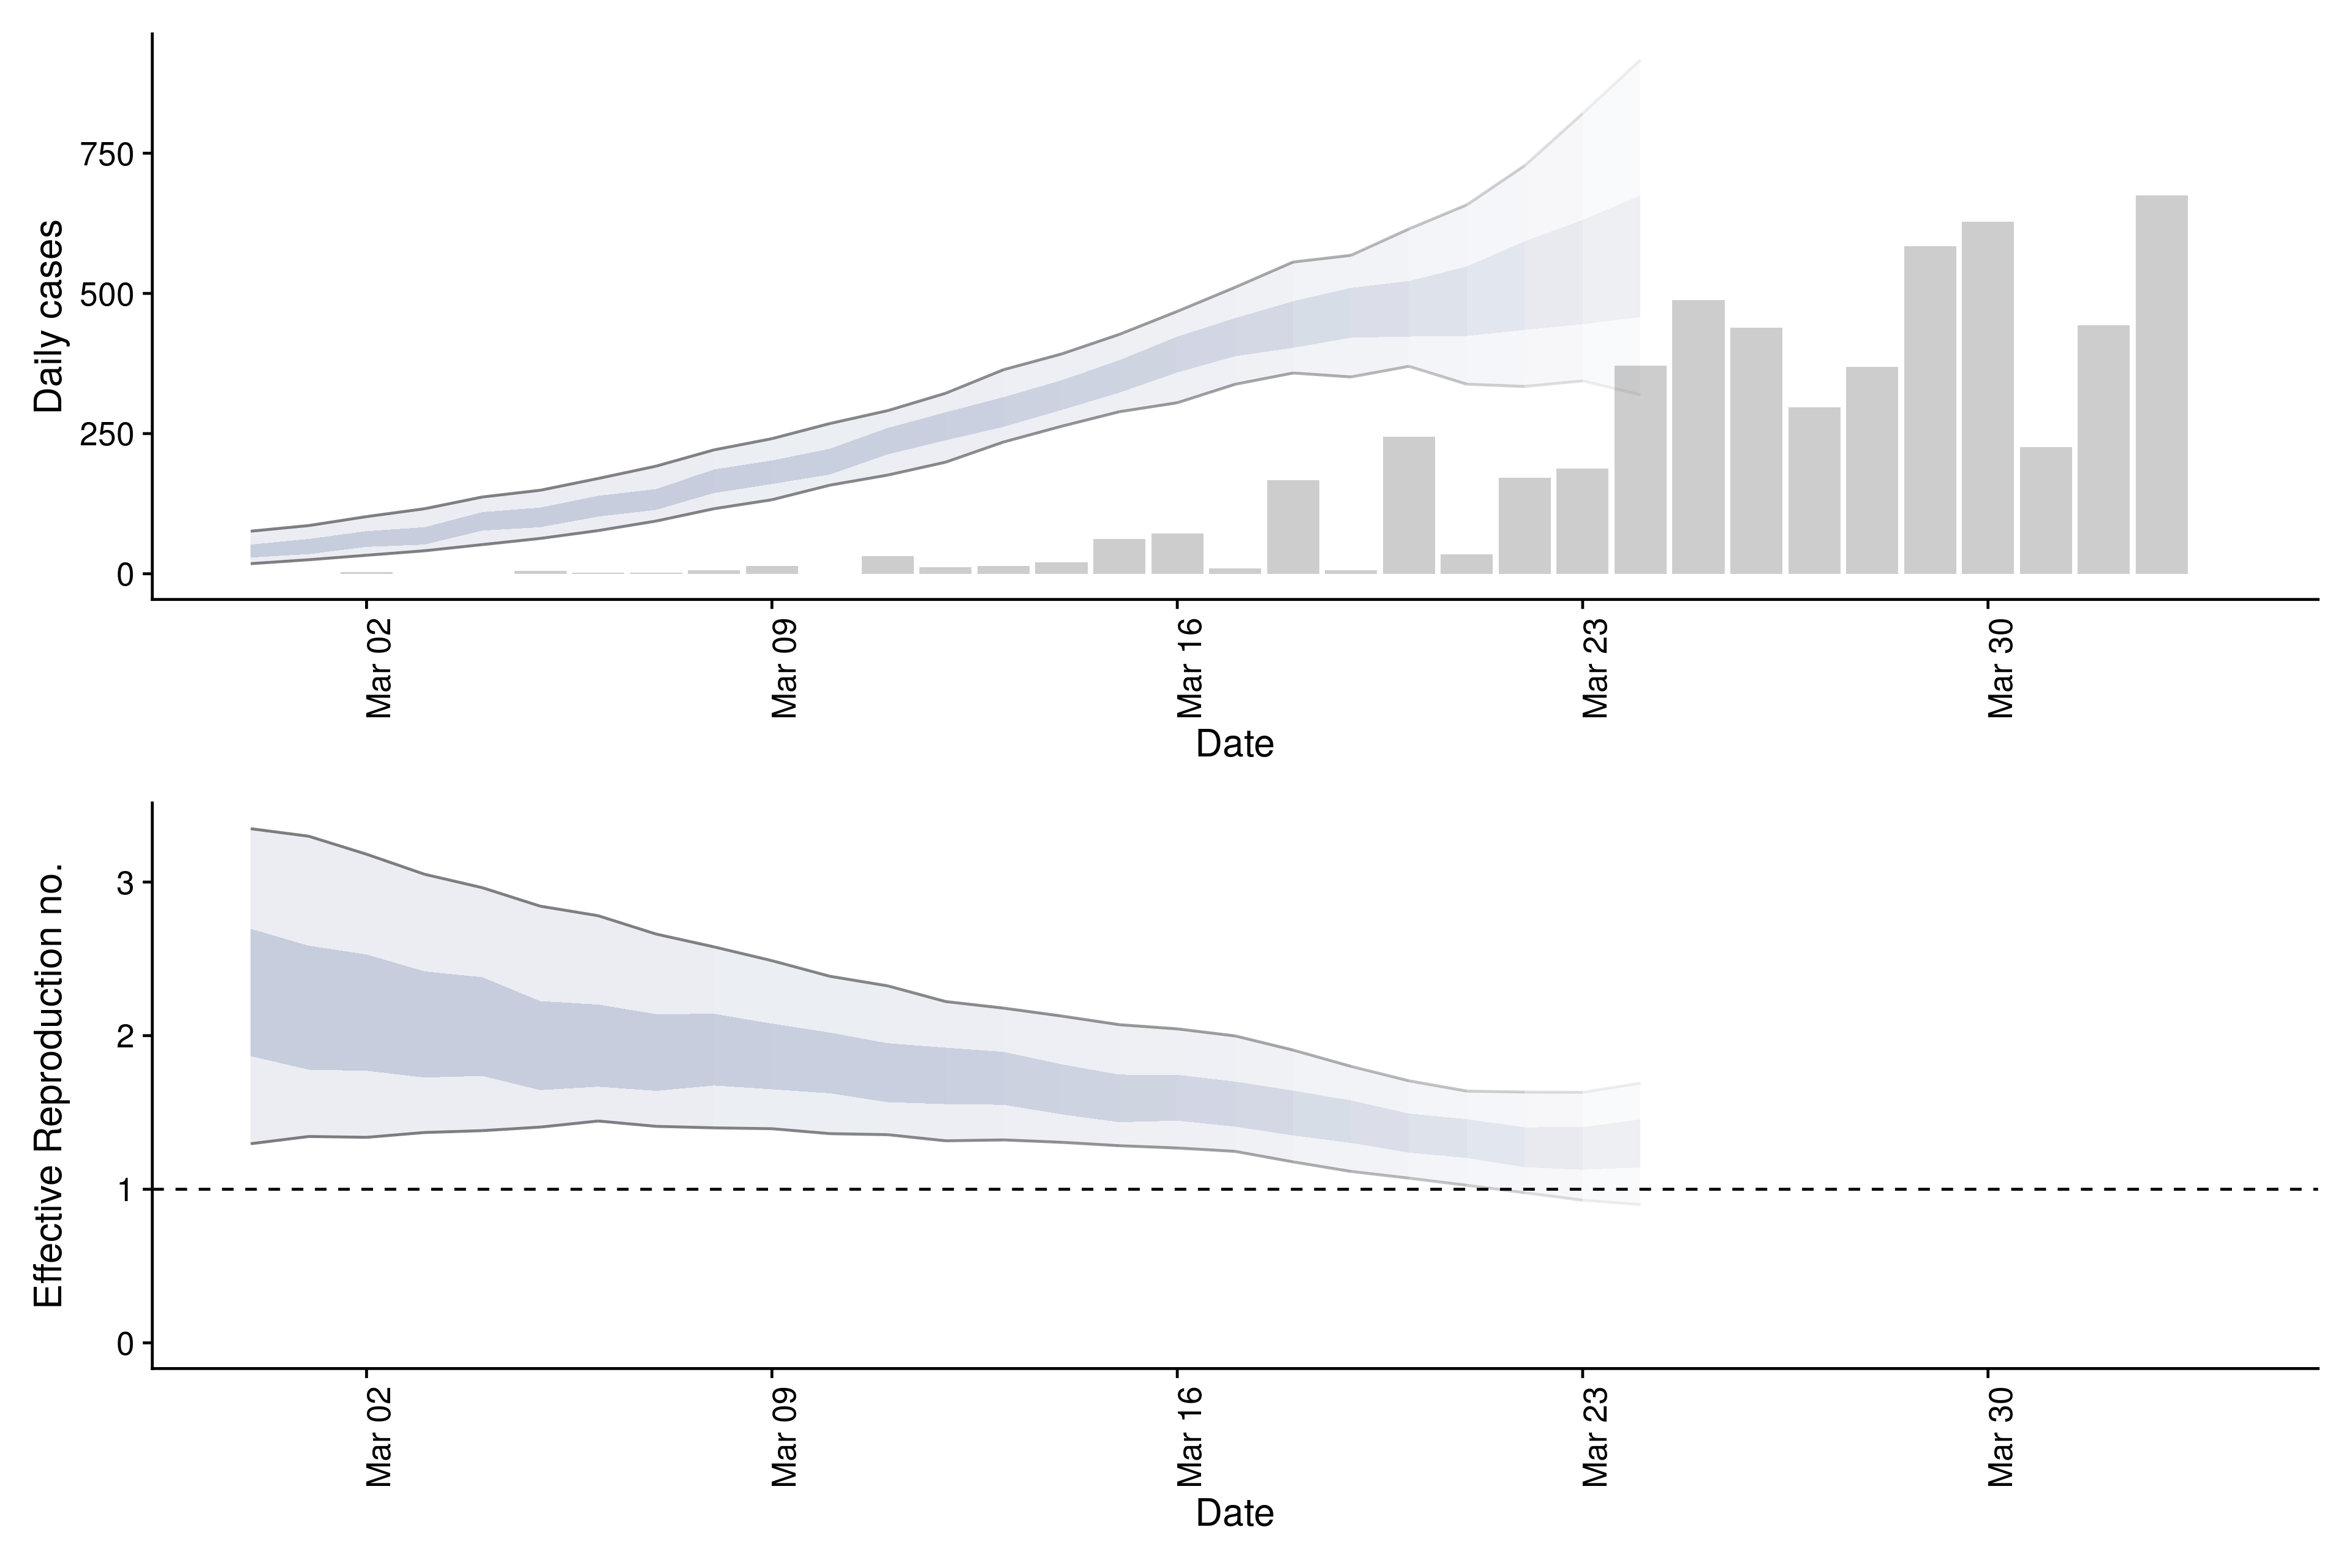 Daily cases
750
500
250
0
Mar 02
Mar 09
Mar 16
Mar 23
Mar 30
Date
Effective Reproduction no.
3
2
1
0
Mar 02
Mar 09
Mar 16
Mar 23
Mar 30
Date